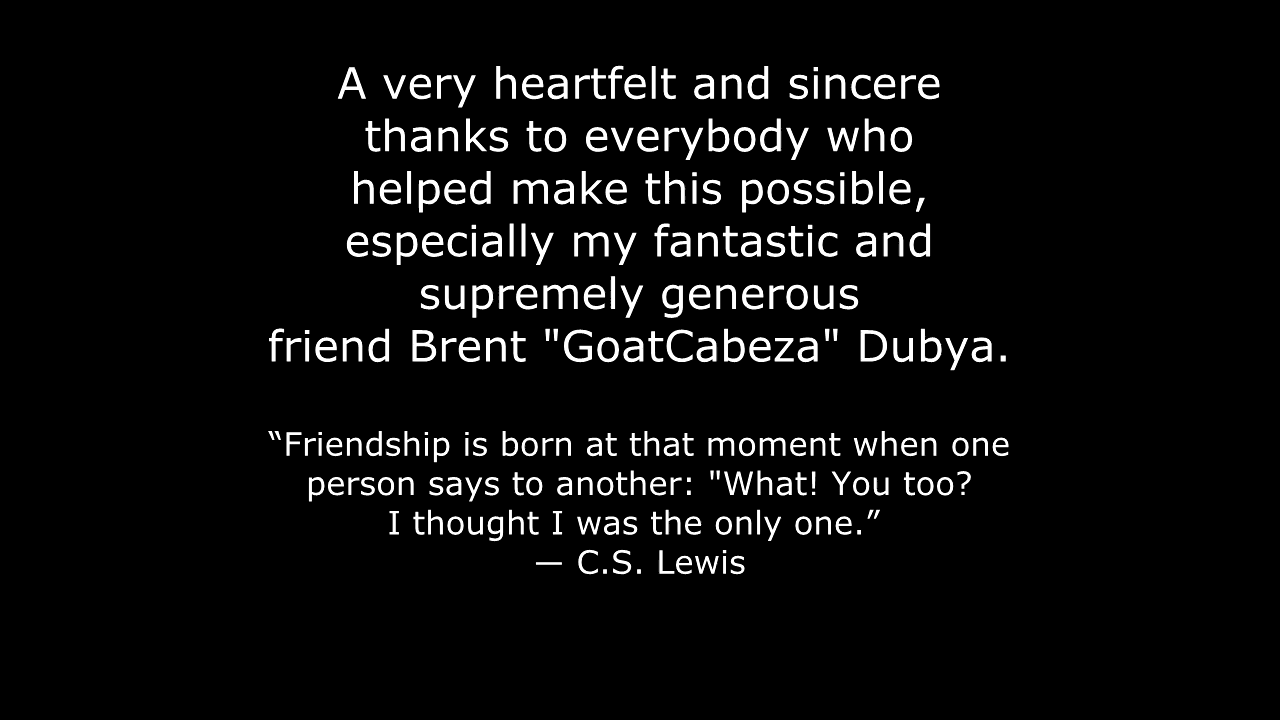 A very heartfelt and sincere
thanks to everybody who
helped make this possible,
especially my fantastic and
supremely generous
friend Brent "GoatCabeza" Dubya.
“Friendship is born at that moment when one
person says to another: "What! You too?
I thought I was the only one.”
— C.S. Lewis